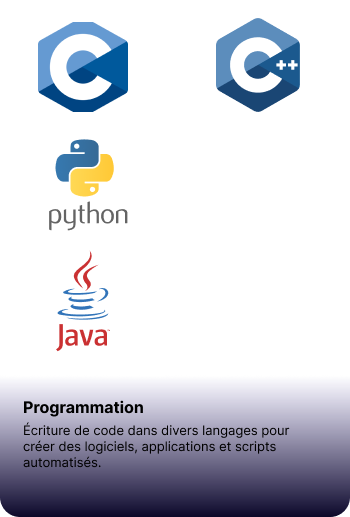 C C++
python
Java
Programmation
Écriture de code dans divers langages pour
créer des logiciels, applications et scripts
automatisés.